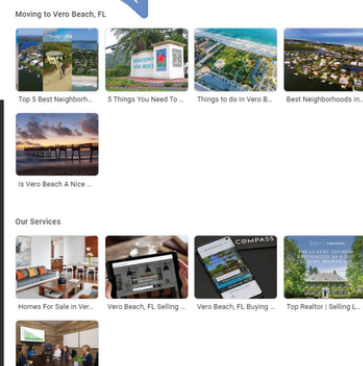 Moving to Vero Beach, FL
Top 5 Best Neighborh...
5 Things You Need To ...
Things to do in Vero B...
Best Neighborhoods in...
Is Vero Beach A Nice ...
Our Services
COMPASS
Homes For Sale in Ver...
Vero Beach, FL Selling ...
Vero Beach, FL Buying ...
Top Realtor | Selling L...